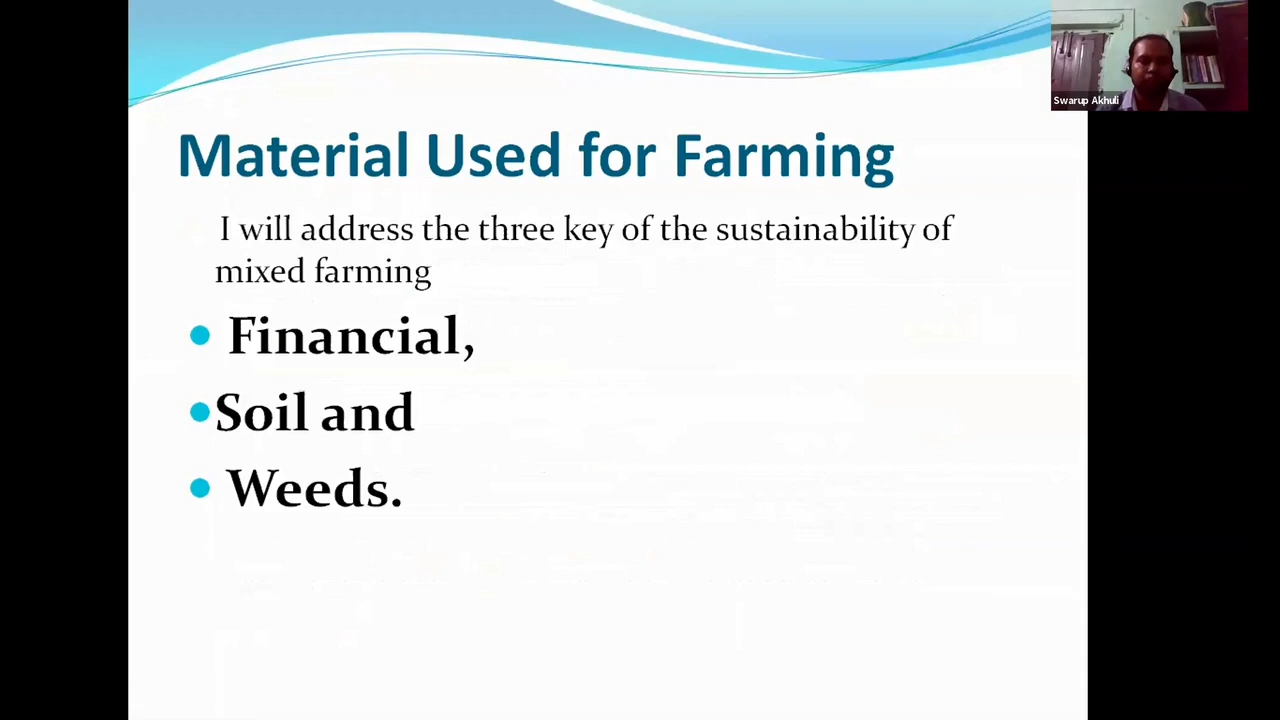 Swarup Akhuli
Material Used for Farming
I will address the three key of the sustainability of
mixed farming
• Financial,
•Soil and
• Weeds.